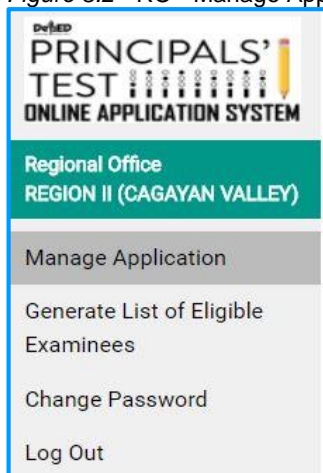 DepED
PRINCIPALS'
TEST
ONLINE APPLICATION SYSTEM
Regional Office
REGION II (CAGAYAN VALLEY)
Manage Application
Generate List of Eligible
Examinees
Change Password
Log Out